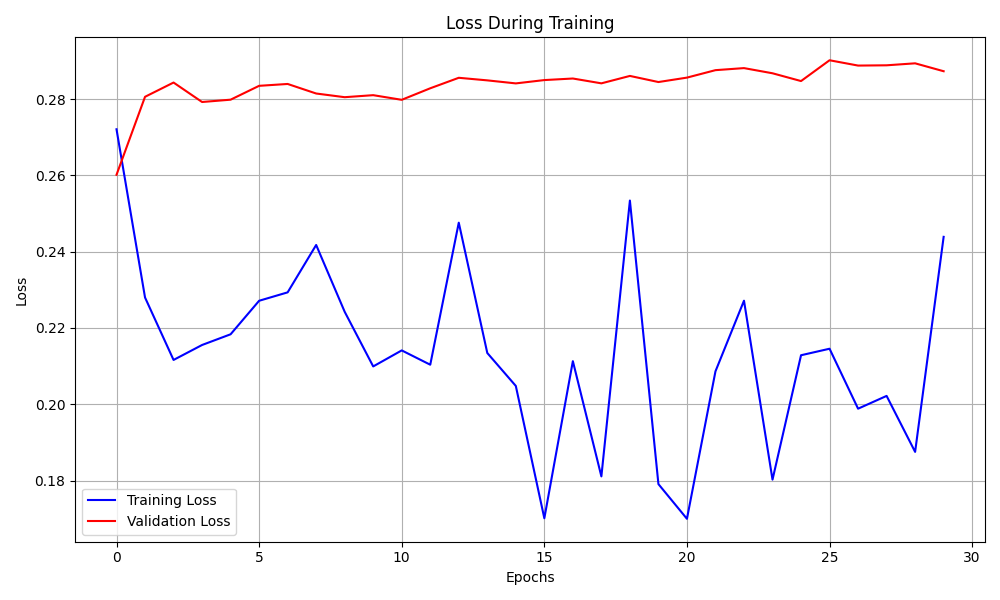 Loss During Training
0.28
0.26
0.24
0.22
0.20
0.18
Loss
Training Loss
Validation Loss
0 5 10 15 20 25 30
Epochs